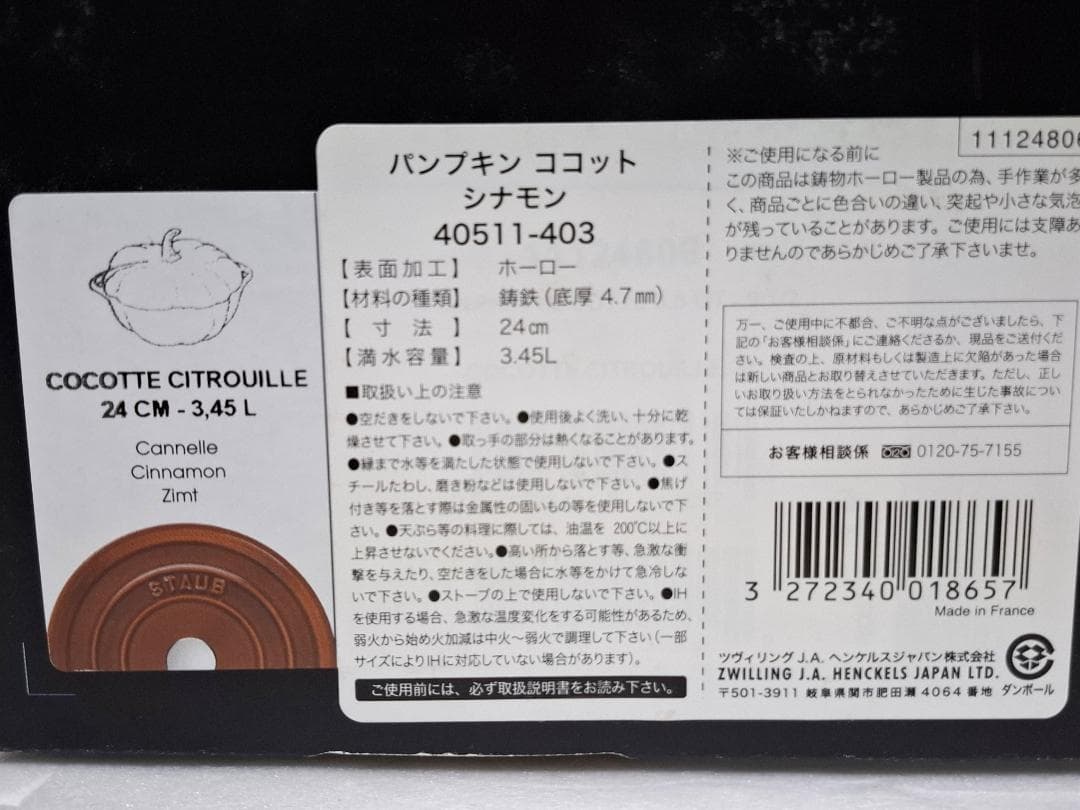 COCOTTE CITROUILLE
24 CM - 3,45 L
Cannelle
Cinnamon
Zimt
STAUB
パンプキン ココット
シナモン
40511-403
【表面加工】 ホーロー
【材料の種類】 鋳鉄(底厚 4.7㎜)
【寸法】 24㎝
【満水容量】 3.45L
■取扱い上の注意
●空だきをしないで下さい。●使用後よく洗い、十分に乾
燥させて下さい。●取っ手の部分は熱くなることがあります。
●縁まで水等を満たした状態で使用しないで下さい。●ス
チールたわし、磨き粉などは使用しないで下さい。●焦げ
付き等を落とす際は金属性の固いもの等を使用しないで下
さい。●天ぷら等の料理に際しては、油温を 200℃以上に
上昇させないでください。●高い所から落とす等、急激な衝
撃を与えたり、空だきをした場合に水等をかけて急冷しな
いで下さい。●ストーブの上で使用しないで下さい。●IH
を使用する場合、急激な温度変化をする可能性があるため、
弱火から始め火加減は中火〜弱火で調理して下さい(一部
サイズによりIHに対応していない場合があります)。
ご使用前には、必ず取扱説明書をお読み下さい。
1112480
※ご使用になる前に
この商品は鋳物ホーロー製品の為、手作業が多
く、商品ごとに色合いの違い、突起や小さな気泡
が残っていることがあります。ご使用には支障あ
りませんのであらかじめご了承下さいませ。
万一、ご使用中に不都合、ご不明な点がございましたら、下
記の「お客様相談係」にご連絡くださるか、現品をご送付くだ
さい。検査の上、原材料もしくは製造上に欠陥があった場合
は新しい商品とお取り替えさせていただきます。ただし、正し
いお取り扱い方法をとられなかったために生じた事故につい
ては保証いたしかねますので、あらかじめご了承下さい。
お客様相談係 0120-75-7155
3 272340 018657
Made in France
ツヴィリング J.A. ヘンケルスジャパン株式会社
ZWILLING J.A. HENCKELS JAPAN LTD.
〒501-3911 岐阜県関市肥田瀬 4064 番地
ダンボール